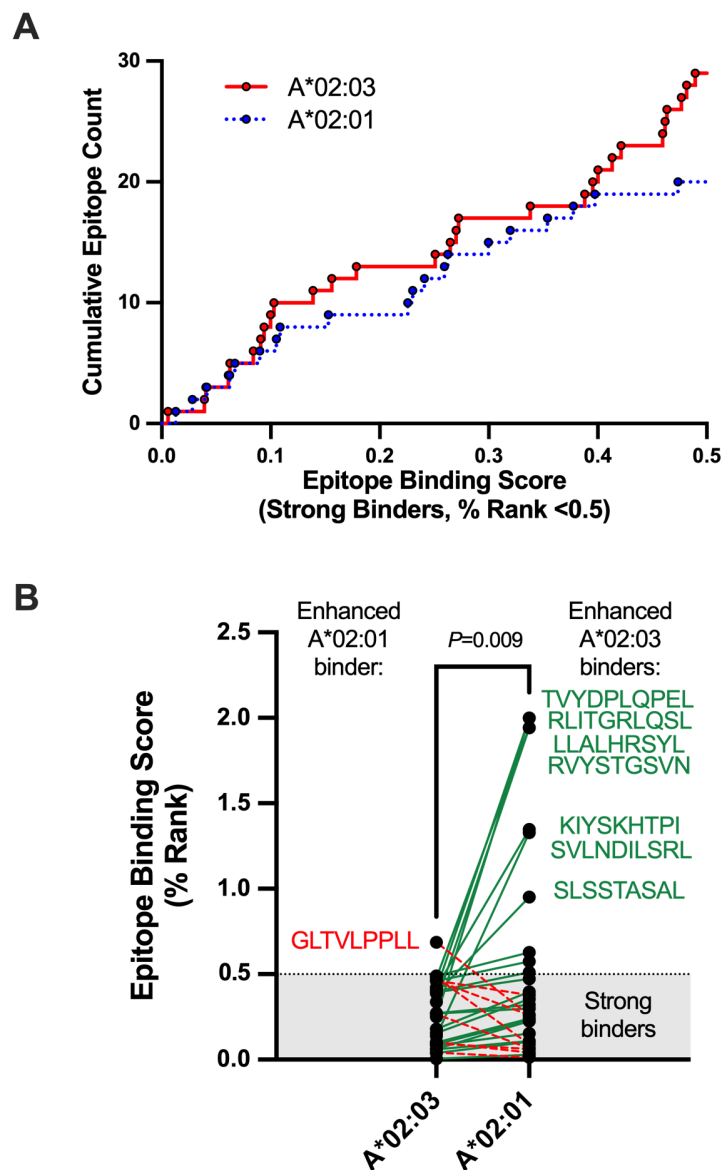 A
30
20
10
0
A*02:03
A*02:01
Cumulative Epitope Count
0.0 0.1 0.2 0.3 0.4 0.5
Epitope Binding Score
(Strong Binders, % Rank <0.5)
B
Enhanced
A*02:01
binder:
P=0.009
Enhanced
A*02:03
binders:
2.5
2.0
1.5
1.0
0.5
0.0
Epitope Binding Score
(% Rank)
TVYDPLQPEL
RLITGRLQSL
LLALHRSYL
RVYSTGSVN
KIYSKHTPI
SVLNDILSRL
SLSSTASAL
GLTVLPPLL
Strong
binders
A*02:03
A*02:01